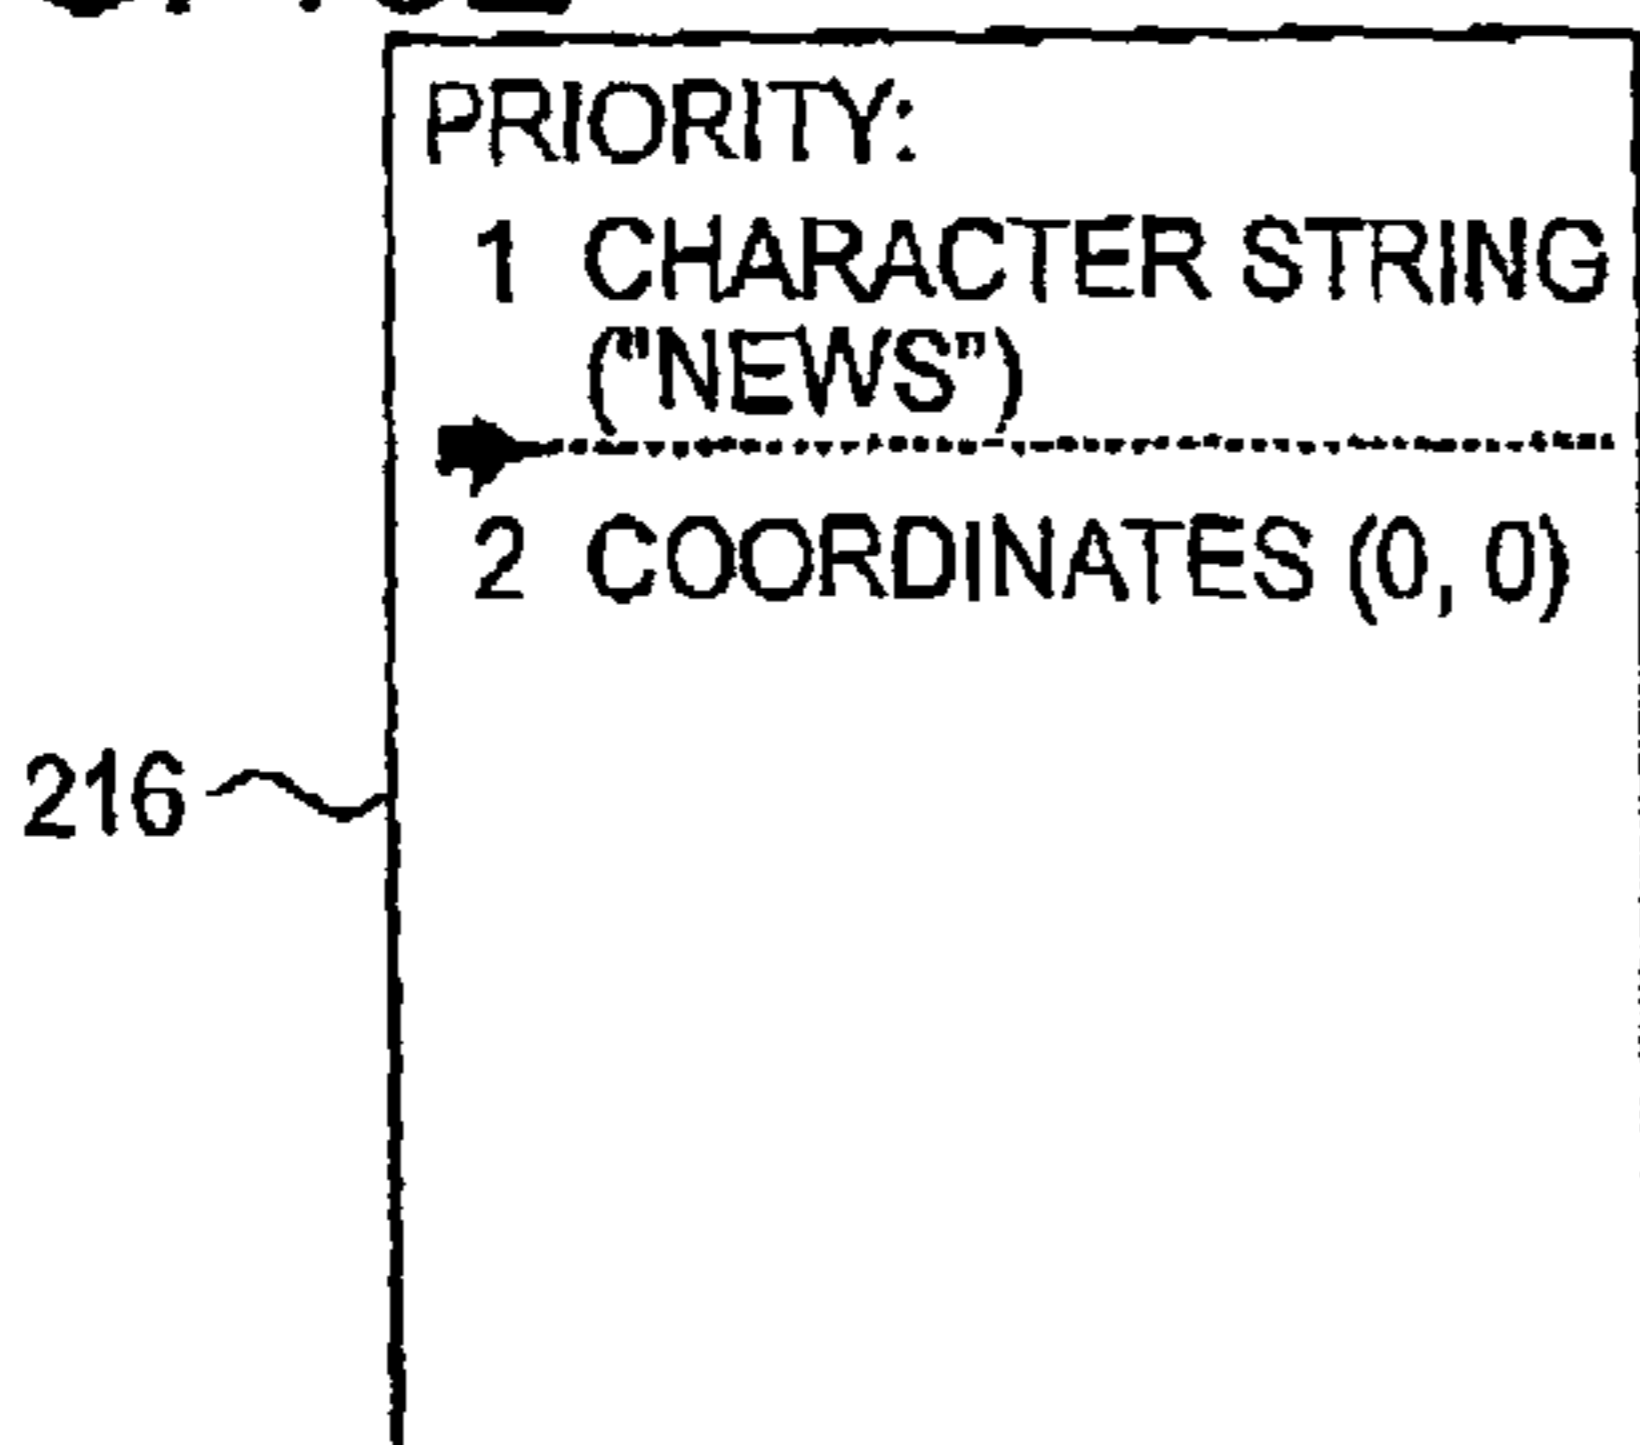 PRIORITY:
1 CHARACTER STRING
("NEWS")
2 COORDINATES (0, 0)
216